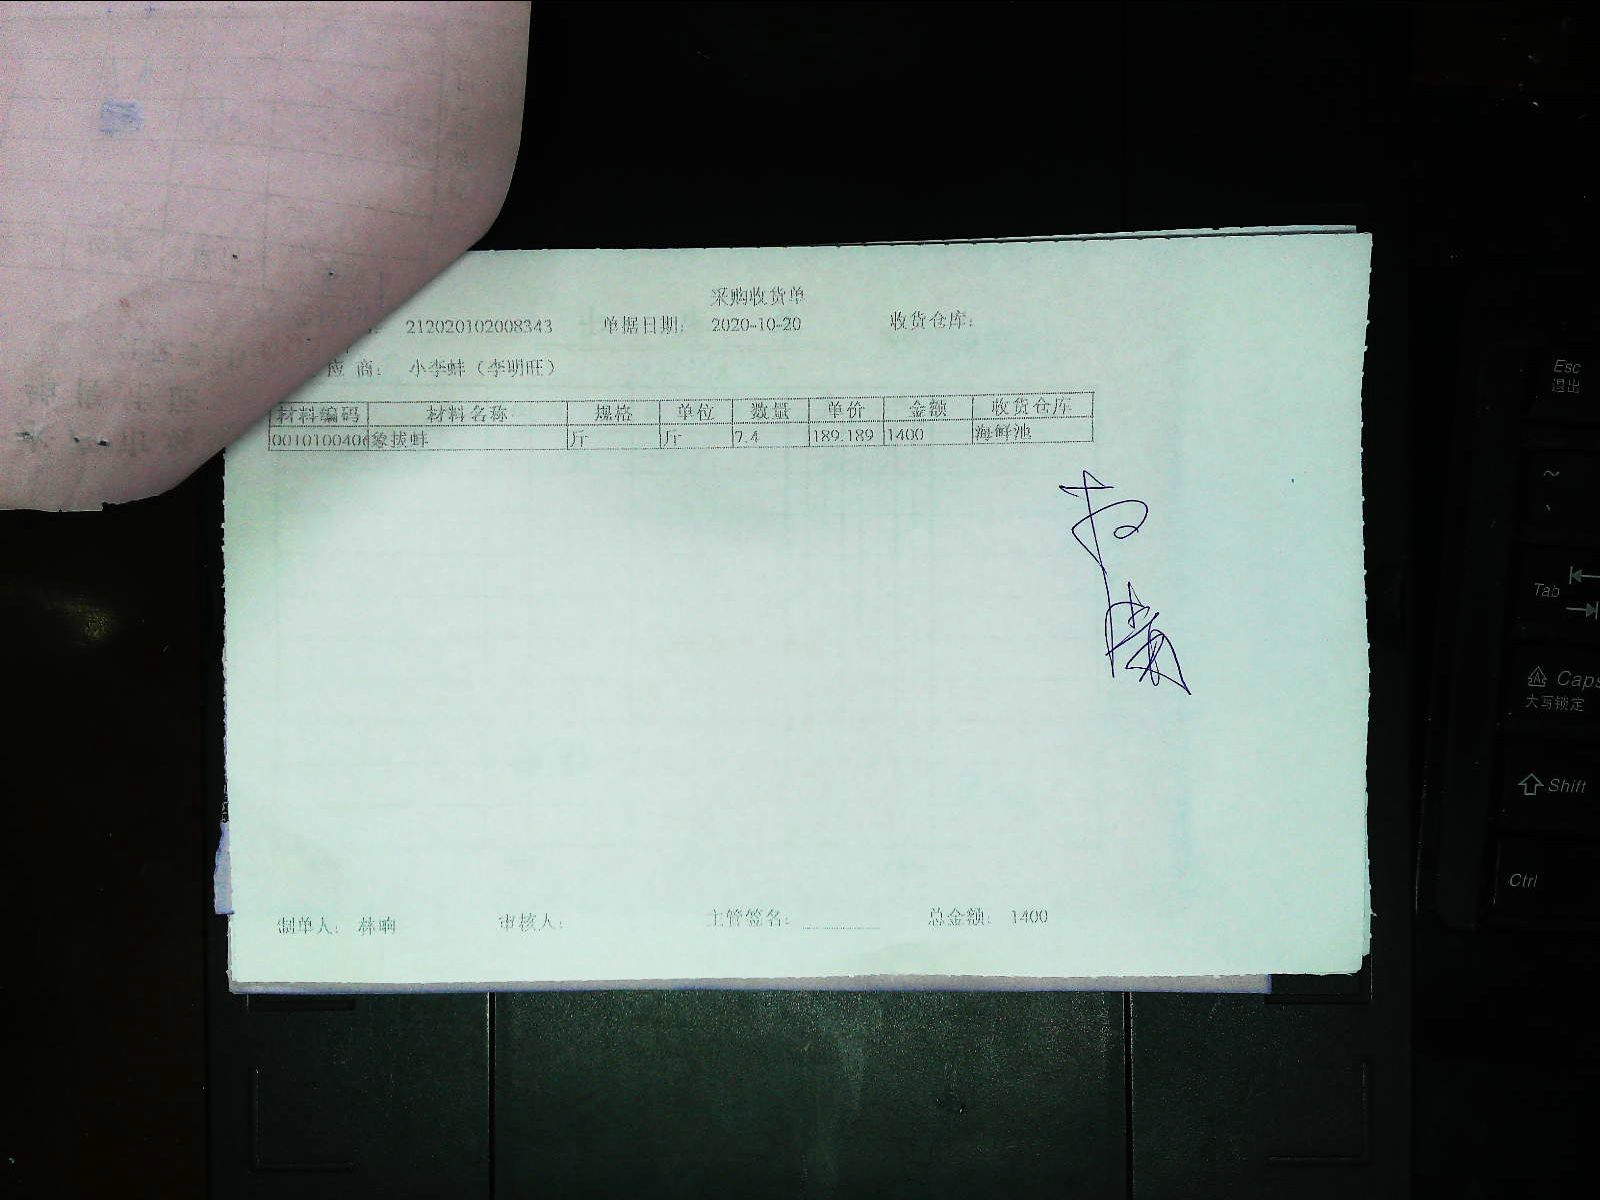 采购收货单
212020102008343 单据日期: 2020-10-20 收货仓库:
应 商: 小李蚌（李明旺）
材料编码 材料名称 规格 单位 数量 单价 金额 收货仓库
0010100406 象拔蚌 斤 斤 7.4 189.189 1400 海鲜池
制单人: 林响 审核人: 主管签名: 总金额: 1400
Esc
退出
~
Tab
Caps
大写锁定
Shift
Ctrl